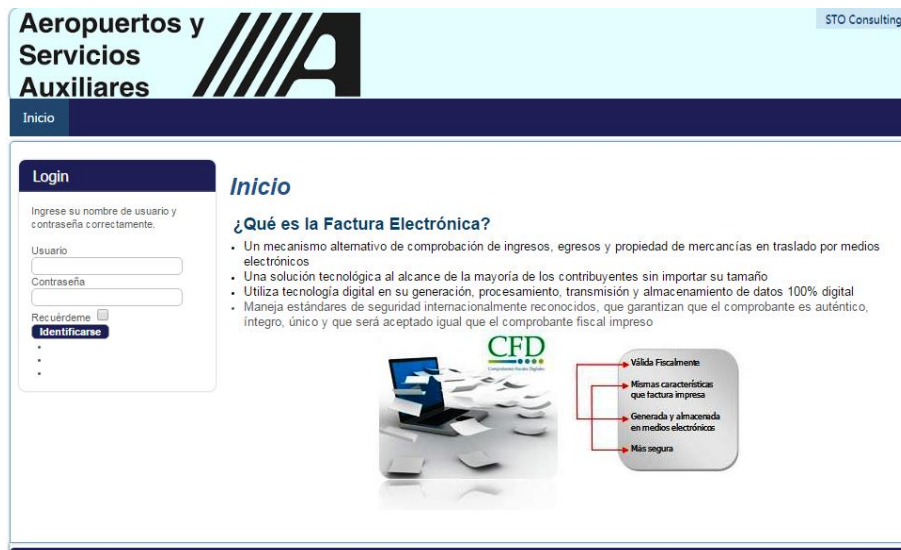 Aeropuertos y
Servicios
Auxiliares
STO Consulting
Inicio
Login
Ingrese su nombre de usuario y
contraseña correctamente.
Usuario
Contraseña
Recuérdeme
Identificarse
Inicio
¿Qué es la Factura Electrónica?
Un mecanismo alternativo de comprobación de ingresos, egresos y propiedad de mercancías en traslado por medios
electrónicos
Una solución tecnológica al alcance de la mayoría de los contribuyentes sin importar su tamaño
Utiliza tecnología digital en su generación, procesamiento, transmisión y almacenamiento de datos 100% digital
Maneja estándares de seguridad internacionalmente reconocidos, que garantizan que el comprobante es auténtico,
íntegro, único y que será aceptado igual que el comprobante fiscal impreso
CFD
Comprobantes Fiscales Digitales
Válida Fiscalmente
Mismas características
que factura impresa
Generada y almacenada
en medios electrónicos
Más segura